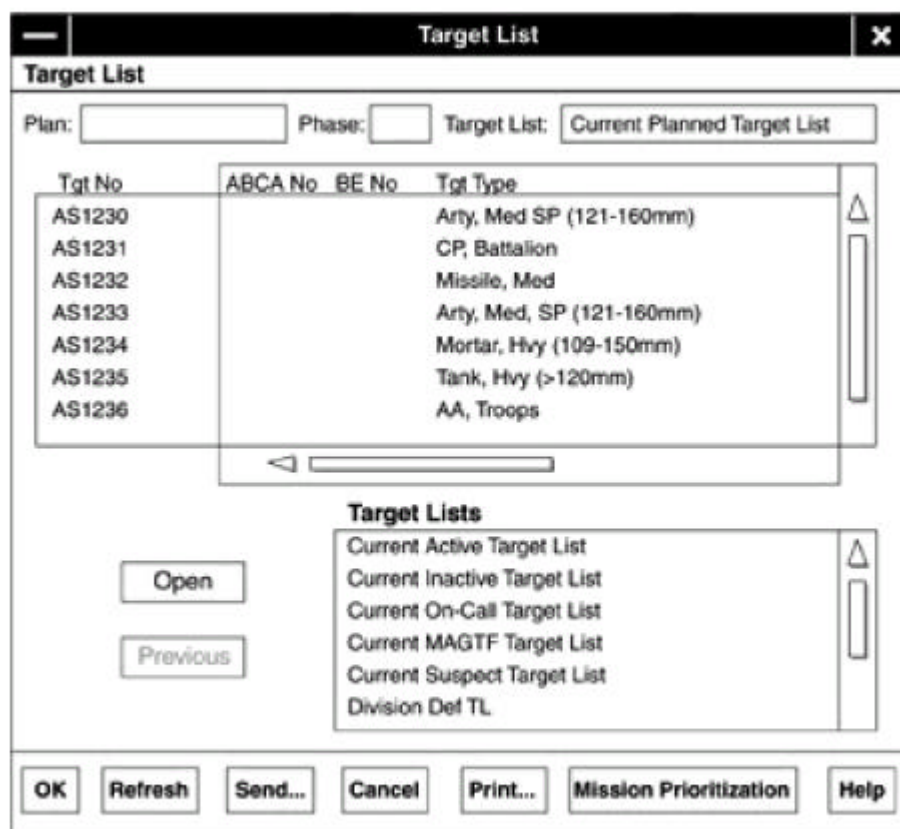 Target List
Target List
Plan: Phase: Target List: Current Planned Target List
Tgt No ABCA No BE No Tgt Type
AS1230 Arty, Med SP (121-160mm)
AS1231 CP, Battalion
AS1232 Missile, Med
AS1233 Arty, Med, SP (121-160mm)
AS1234 Mortar, Hvy (109-150mm)
AS1235 Tank, Hvy (>120mm)
AS1236 AA, Troops
Target Lists
Current Active Target List
Open Current Inactive Target List
Current On-Call Target List
Previous Current MAGTF Target List
Current Suspect Target List
Division Def TL
OK Refresh Send... Cancel Print... Mission Prioritization Help